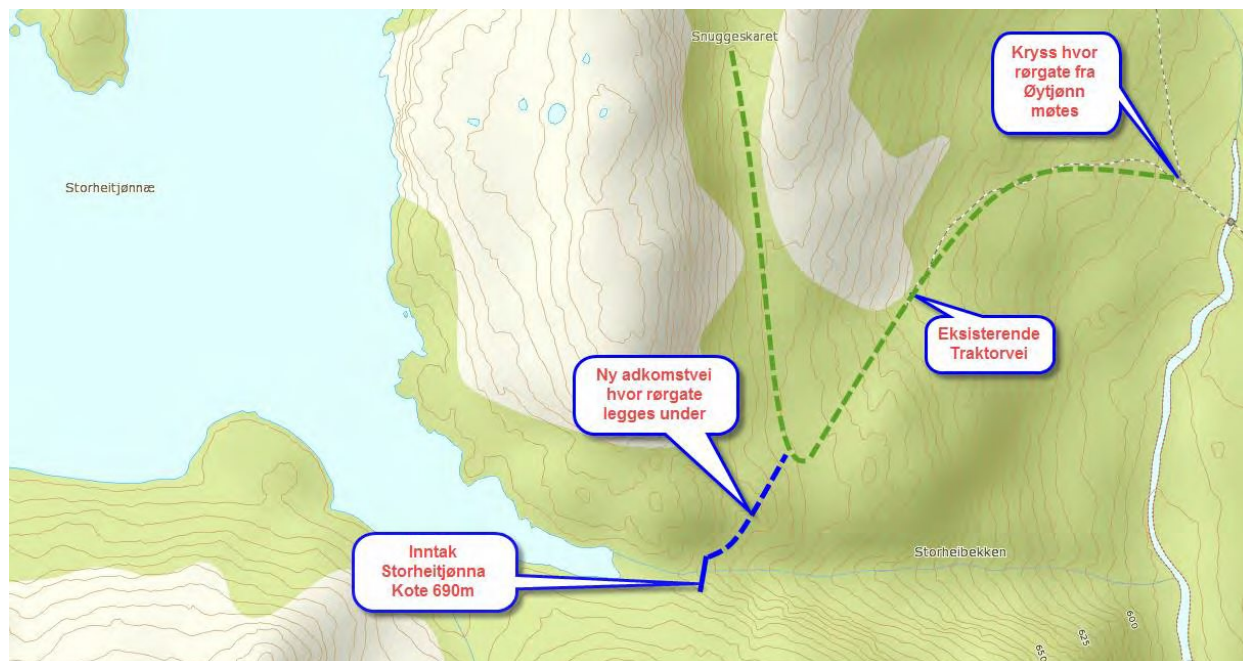 Snuggeskaret
Kryss hvor
rørgate fra
Øytjønn
møtes
Storheitjønnæ
Eksisterende
Traktorvei
Ny adkomstvei
hvor rørgate
legges under
Inntak
Storheitjønna
Kote 690m
Storheibekken
600
625
650